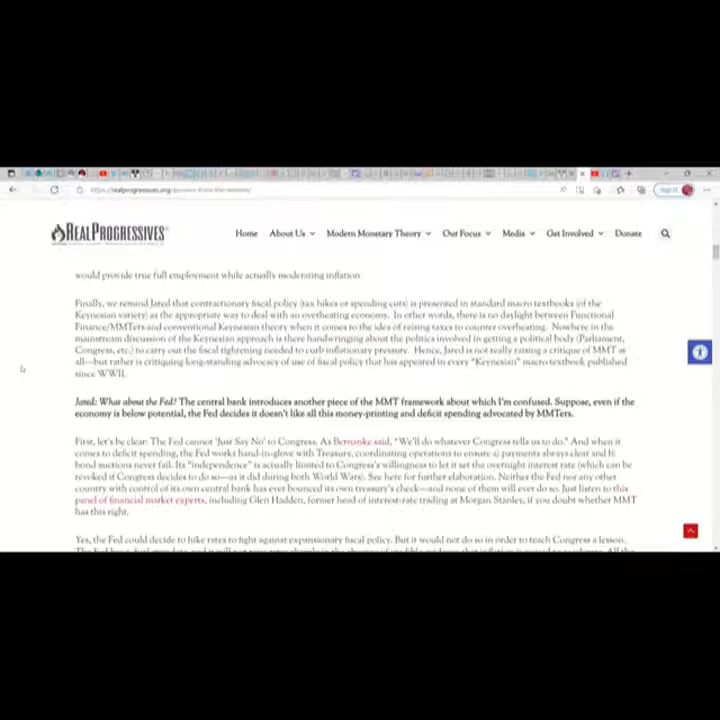 REALPROGRESSIVES
Home About Us Modern Monetary Theory Our Focus Media Get Involved Donate
would provide true full employment while actually moderating inflation
Finally, we remind Jared that contractionary fiscal policy (tax hikes or spending cuts) is presented in standard macro textbooks (of the
Keynesian variety) as the appropriate way to deal with an overheating economy. In other words, there is no daylight between Functional
Finance/MMTers and conventional Keynesian theory when it comes to the idea of raising taxes to counter overheating. Nowhere in the
mainstream discussion of the Keynesian approach is there handwringing about the politics involved in getting a political body (Parliament,
Congress, etc.) to carry out the fiscal tightening needed to curb inflationary pressure. Hence, Jared is not really raising a critique of MMT at
all—but rather is critiquing long-standing advocacy of use of fiscal policy that has appeared in every "Keynesian" macro textbook published
since WWII.
Jared: What about the Fed? The central bank introduces another piece of the MMT framework about which I'm confused. Suppose, even if the
economy is below potential, the Fed decides it doesn't like all this money-printing and deficit spending advocated by MMTers.
First, let's be clear: The Fed cannot 'Just Say No' to Congress. As Bernanke said, "We'll do whatever Congress tells us to do." And when it
comes to deficit spending, the Fed works hand-in-glove with Treasury, coordinating operations to ensure a) payments always clear and b)
bond auctions never fail. Its "independence" is actually limited to Congress's willingness to let it set the overnight interest rate (which can be
revoked if Congress decides to do so—as it did during both World Wars). See here for further elaboration. Neither the Fed nor any other
country with control of its own central bank has ever bounced its own treasury's check—and none of them will ever do so. Just listen to this
panel of financial market experts, including Glen Hadden, former head of interest-rate trading at Morgan Stanley, if you doubt whether MMT
has this right.
Yes, the Fed could decide to hike rates to fight against expansionary fiscal policy. But it would not do so in order to teach Congress a lesson.